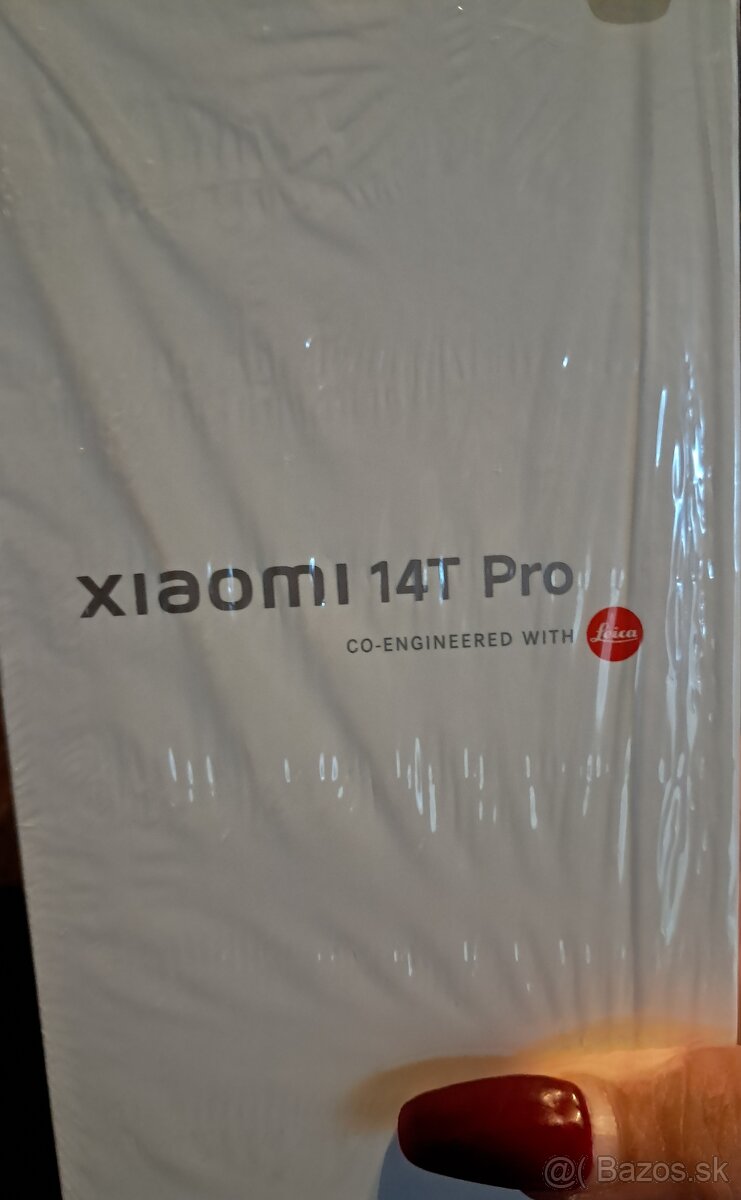 xiaomi 14T Pro
CO-ENGINEERED WITH Leica
@( Bazos.sk